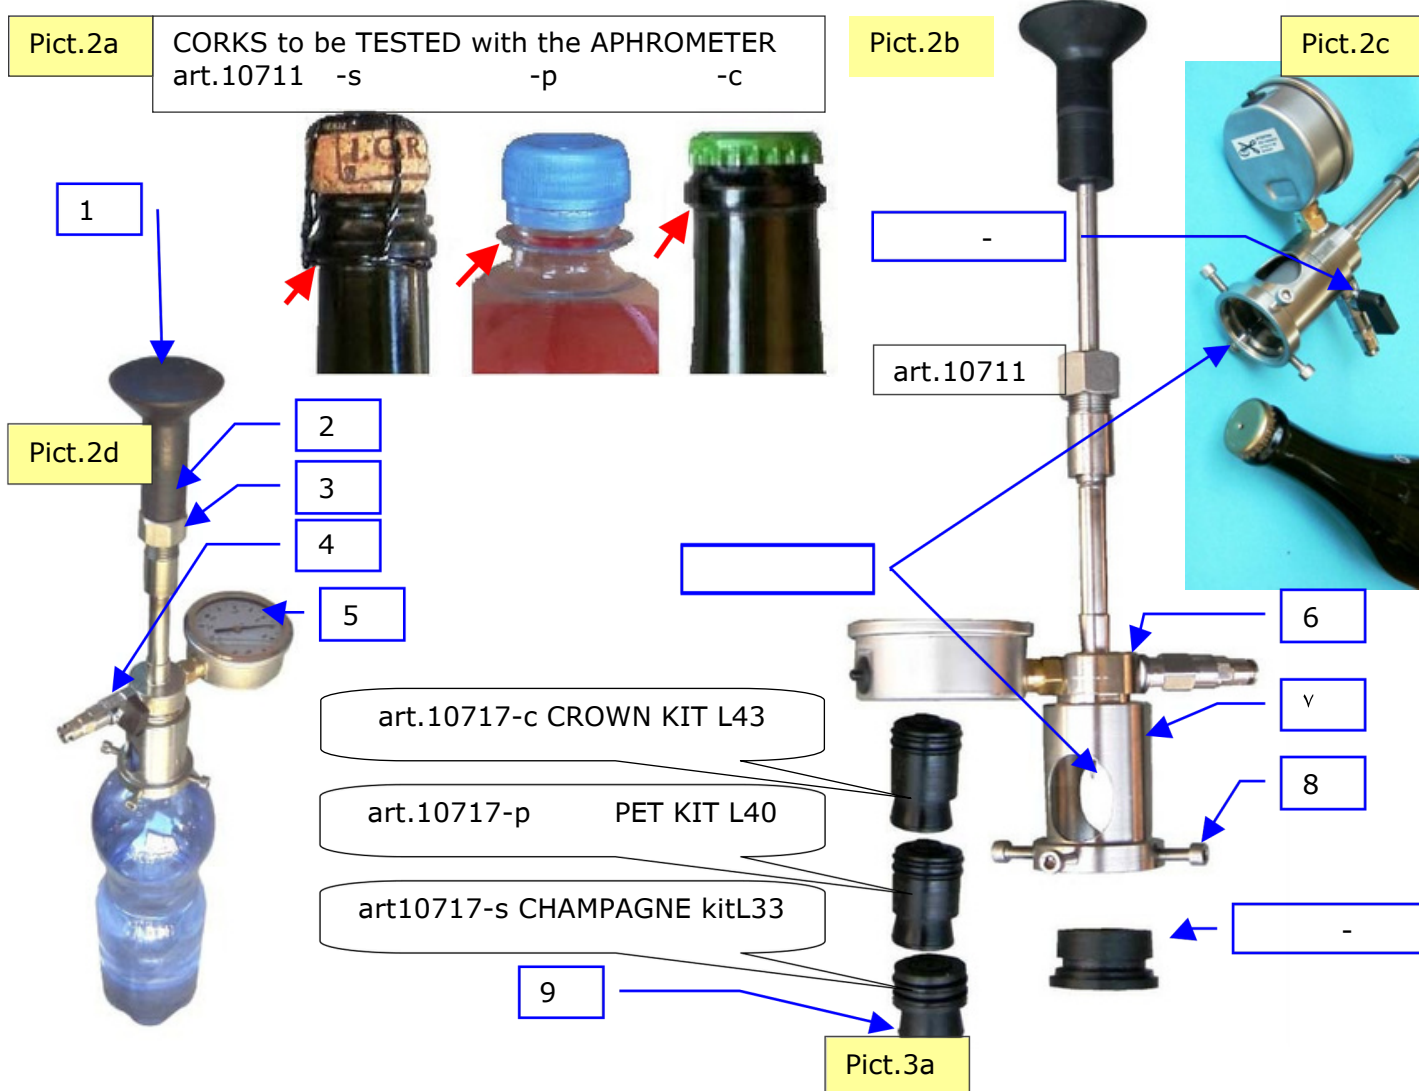 Pict.2a
CORKS to be TESTED with the APHROMETER
art.10711 -s -p -c
Pict.2b
Pict.2c
1
-
art.10711
Pict.2d
2
3
4
5
6
٧
8
art.10717-c CROWN KIT L43
art.10717-p PET KIT L40
art10717-s CHAMPAGNE kitL33
-
9
Pict.3a